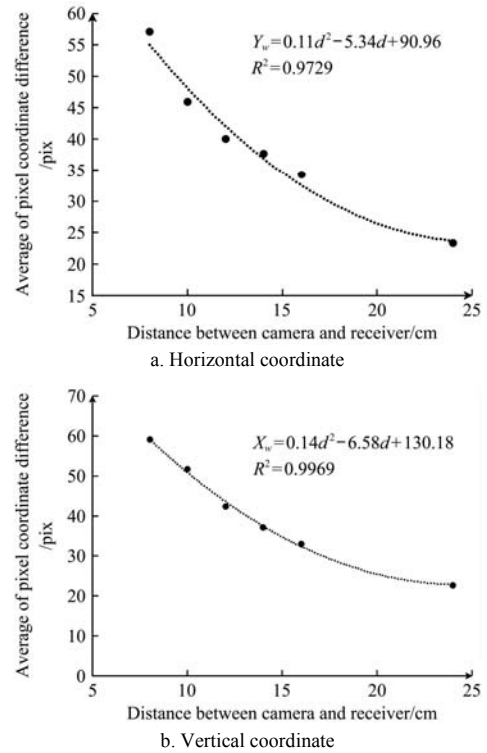 60
55
50
45
40
35
30
25
20
15
5
10
15
20
25
Average of pixel coordinate difference
/pix
Y_w=0.11d²−5.34d+90.96
R²=0.9729
Distance between camera and receiver/cm
a. Horizontal coordinate
70
60
50
40
30
20
10
0
5
10
15
20
25
Average of pixel coordinate difference
/pix
X_w=0.14d²−6.58d+130.18
R²=0.9969
Distance between camera and receiver/cm
b. Vertical coordinate